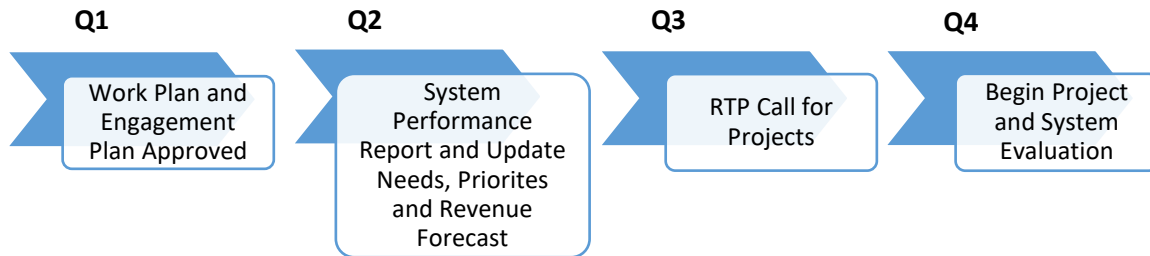 Q1
Work Plan and
Engagement
Plan Approved
Q2
System
Performance
Report and Update
Needs, Priorites
and Revenue
Forecast
Q3
RTP Call for
Projects
Q4
Begin Project
and System
Evaluation